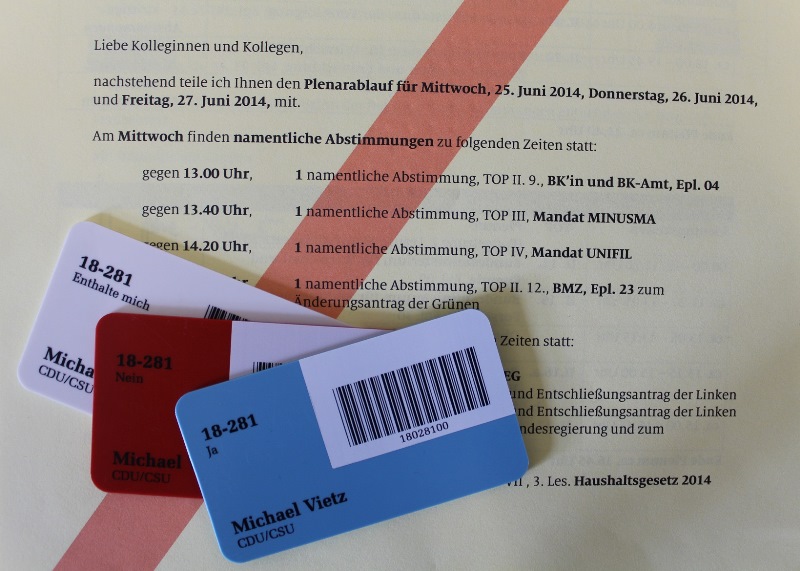 Liebe Kolleginnen und Kollegen,
nachstehend teile ich Ihnen den Plenarablauf für Mittwoch, 25. Juni 2014, Donnerstag, 26. Juni 2014,
und Freitag, 27. Juni 2014, mit.
Am Mittwoch finden namentliche Abstimmungen zu folgenden Zeiten statt:
gegen 13.00 Uhr, 1 namentliche Abstimmung, TOP II. 9., BK'in und BK-Amt, Epl. 04
gegen 13.40 Uhr, 1 namentliche Abstimmung, TOP III, Mandat MINUSMA
gegen 14.20 Uhr, 1 namentliche Abstimmung, TOP IV, Mandat UNIFIL
1 namentliche Abstimmung, TOP II. 12., BMZ, Epl. 23 zum
Änderungsantrag der Grünen
Zeiten statt:
EG
und Entschließungsantrag der Linken
und Entschließungsantrag der Linken
ndesregierung und zum
, 3. Les. Haushaltsgesetz 2014
18-281
Enthalte mich
Micha
CDU/CSU
18-281
Nein
Michael
CDU/CSU
18-281
Ja
18028100
Michael Vietz
CDU/CSU